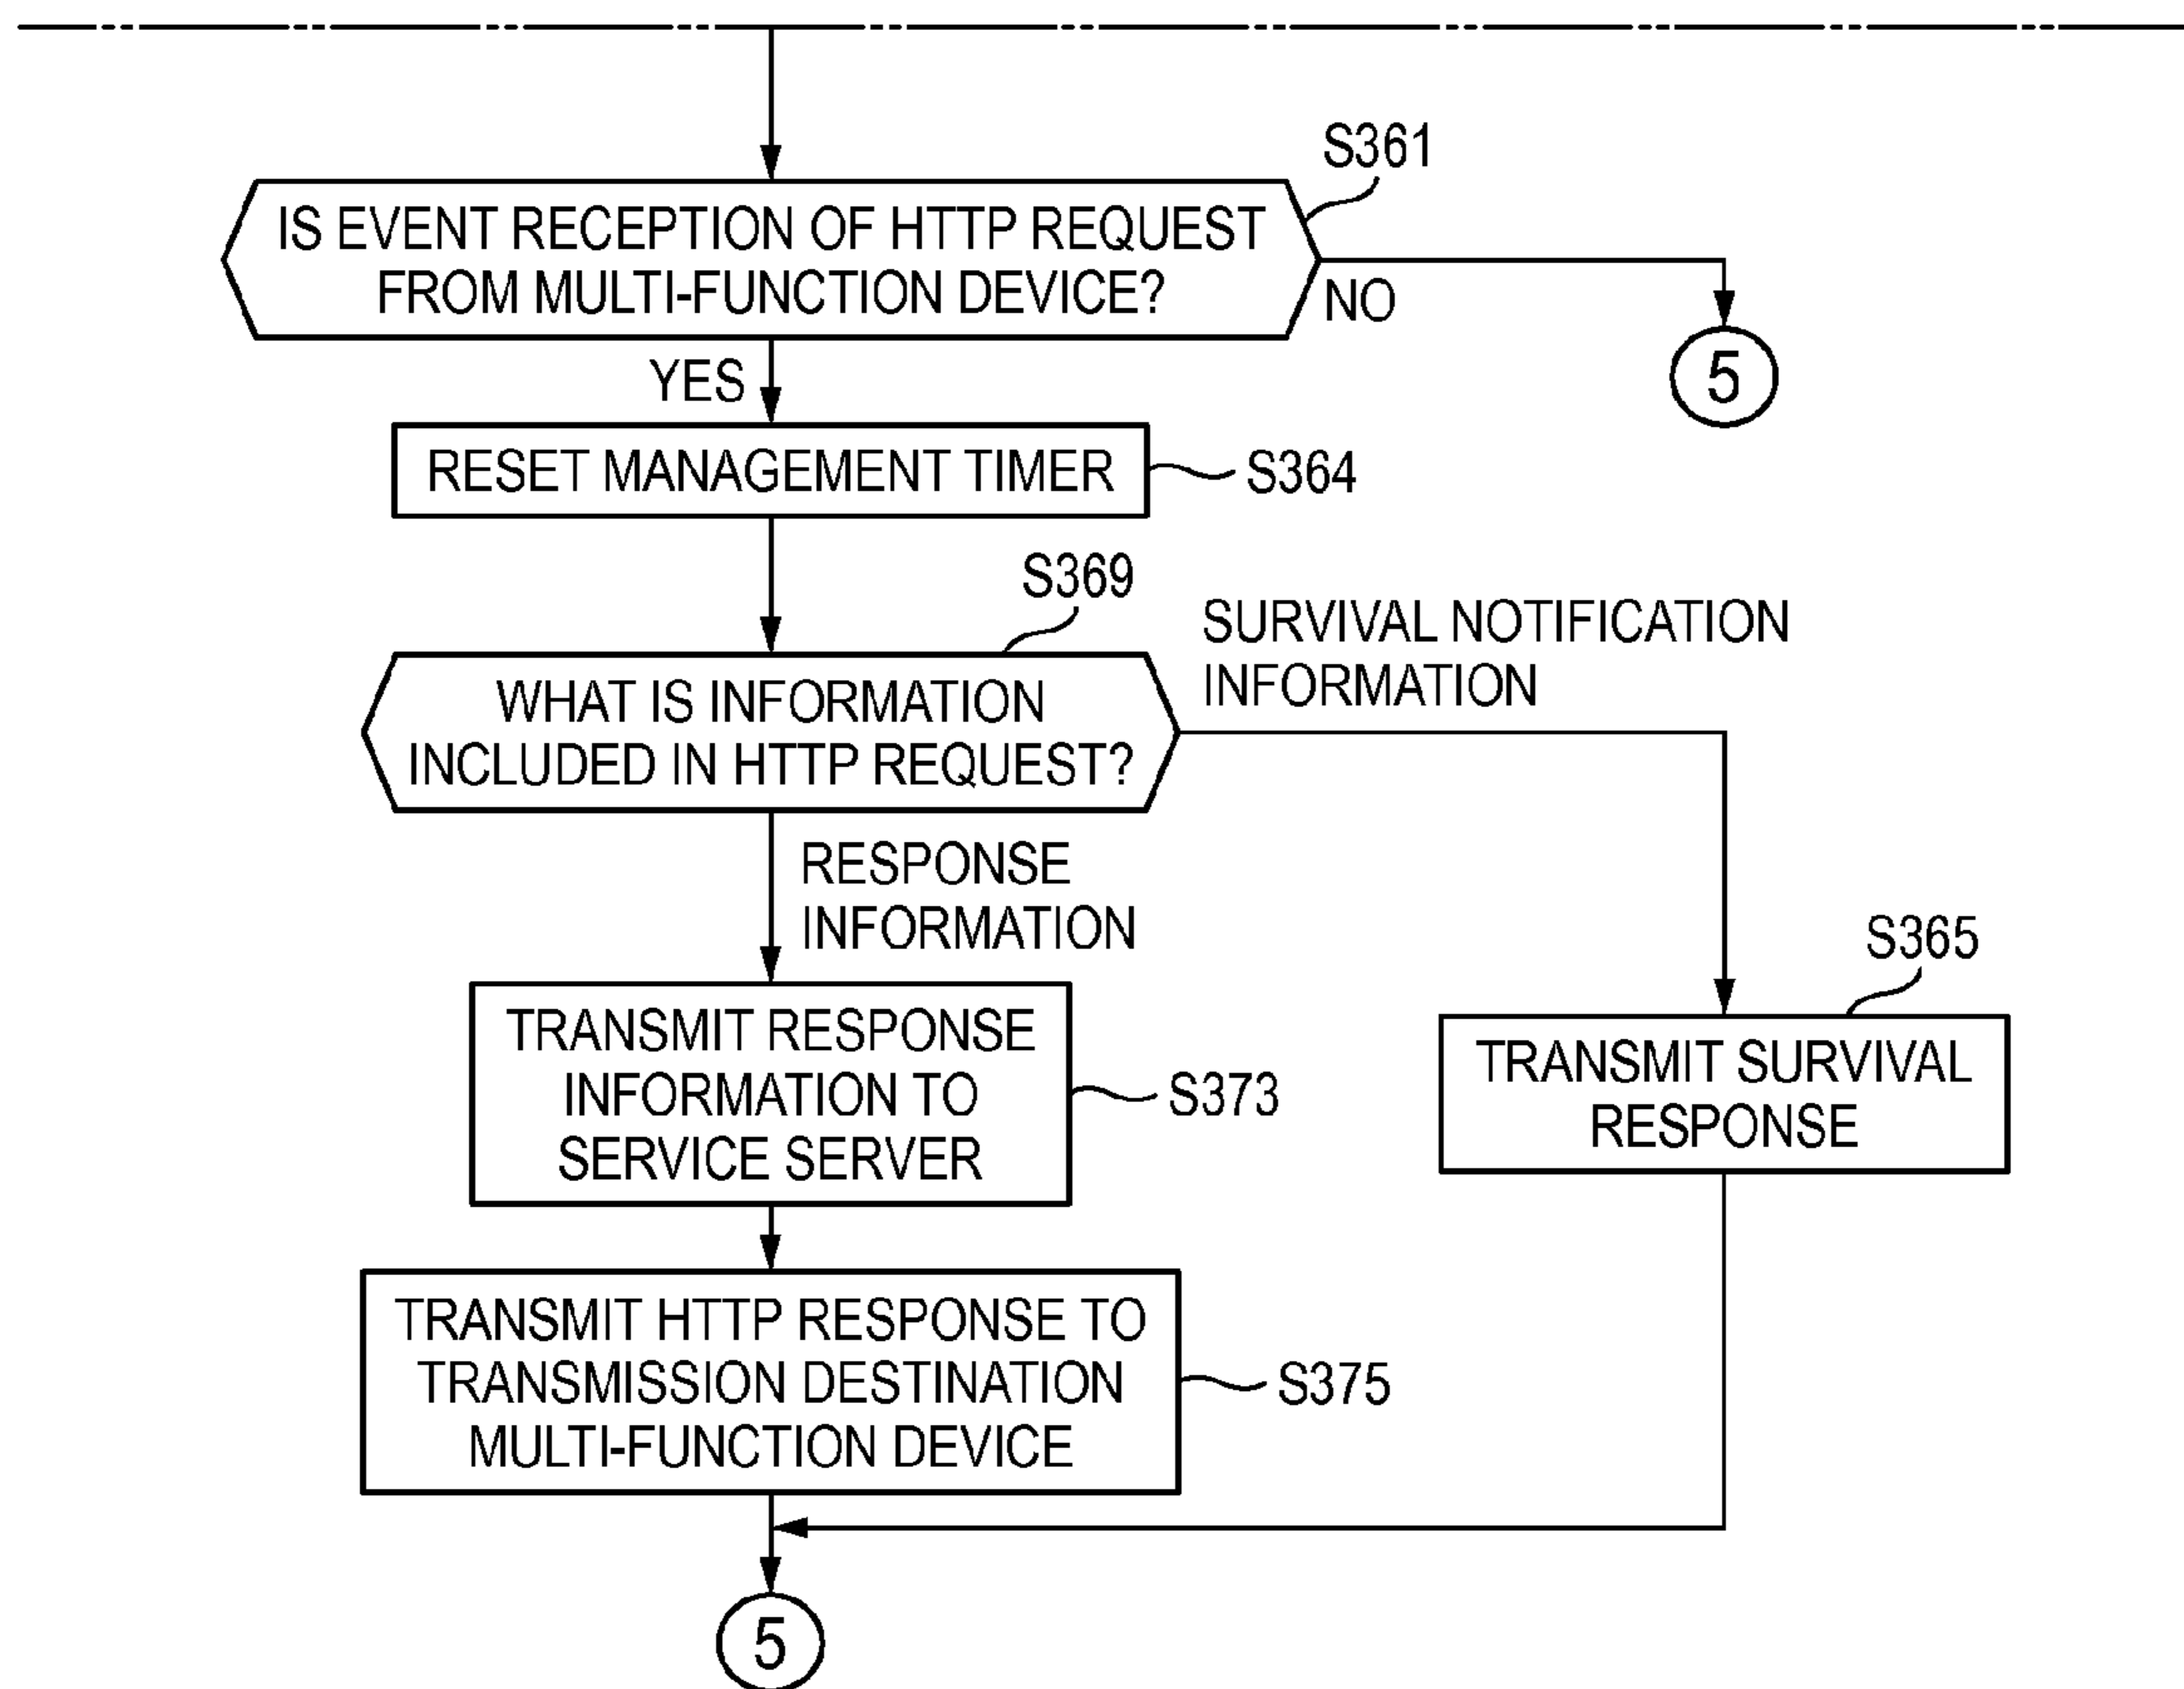 S361
IS EVENT RECEPTION OF HTTP REQUEST
FROM MULTI-FUNCTION DEVICE?
NO
5
YES
RESET MANAGEMENT TIMER
S364
S369
SURVIVAL NOTIFICATION
INFORMATION
WHAT IS INFORMATION
INCLUDED IN HTTP REQUEST?
RESPONSE
INFORMATION
S365
TRANSMIT RESPONSE
INFORMATION TO
SERVICE SERVER
S373
TRANSMIT SURVIVAL
RESPONSE
TRANSMIT HTTP RESPONSE TO
TRANSMISSION DESTINATION
MULTI-FUNCTION DEVICE
S375
5